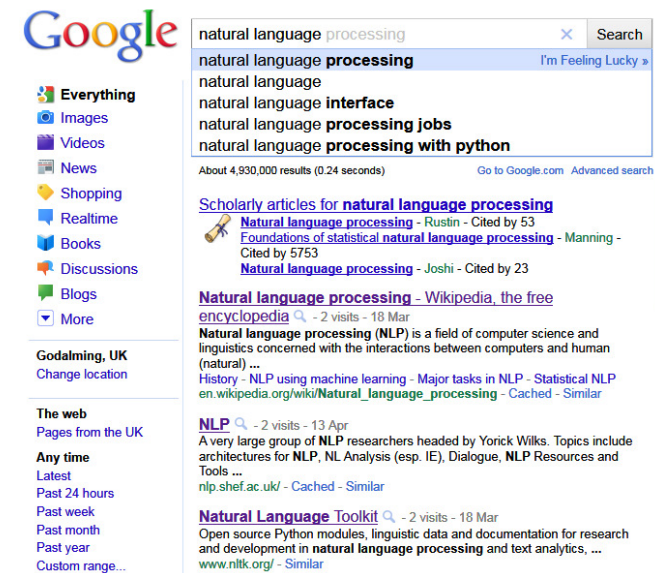 Google
natural language processing
Search
natural language processing
I'm Feeling Lucky »
natural language
natural language interface
natural language processing jobs
natural language processing with python
Everything
Images
Videos
News
Shopping
Realtime
Books
Discussions
Blogs
More
Godalming, UK
Change location
The web
Pages from the UK
Any time
Latest
Past 24 hours
Past week
Past month
Past year
Custom range...
About 4,930,000 results (0.24 seconds)
Go to Google.com Advanced search
Scholarly articles for natural language processing
Natural language processing - Rustin - Cited by 53
Foundations of statistical natural language processing - Manning -
Cited by 5753
Natural language processing - Joshi - Cited by 23
Natural language processing - Wikipedia, the free
encyclopedia - 2 visits - 18 Mar
Natural language processing (NLP) is a field of computer science and
linguistics concerned with the interactions between computers and human
(natural) ...
History - NLP using machine learning - Major tasks in NLP - Statistical NLP
en.wikipedia.org/wiki/Natural_language_processing - Cached - Similar
NLP - 2 visits - 13 Apr
A very large group of NLP researchers headed by Yorick Wilks. Topics include
architectures for NLP, NL Analysis (esp. IE), Dialogue, NLP Resources and
Tools ...
nlp.shef.ac.uk/ - Cached - Similar
Natural Language Toolkit - 2 visits - 18 Mar
Open source Python modules, linguistic data and documentation for research
and development in natural language processing and text analytics, ...
www.nltk.org/ - Similar